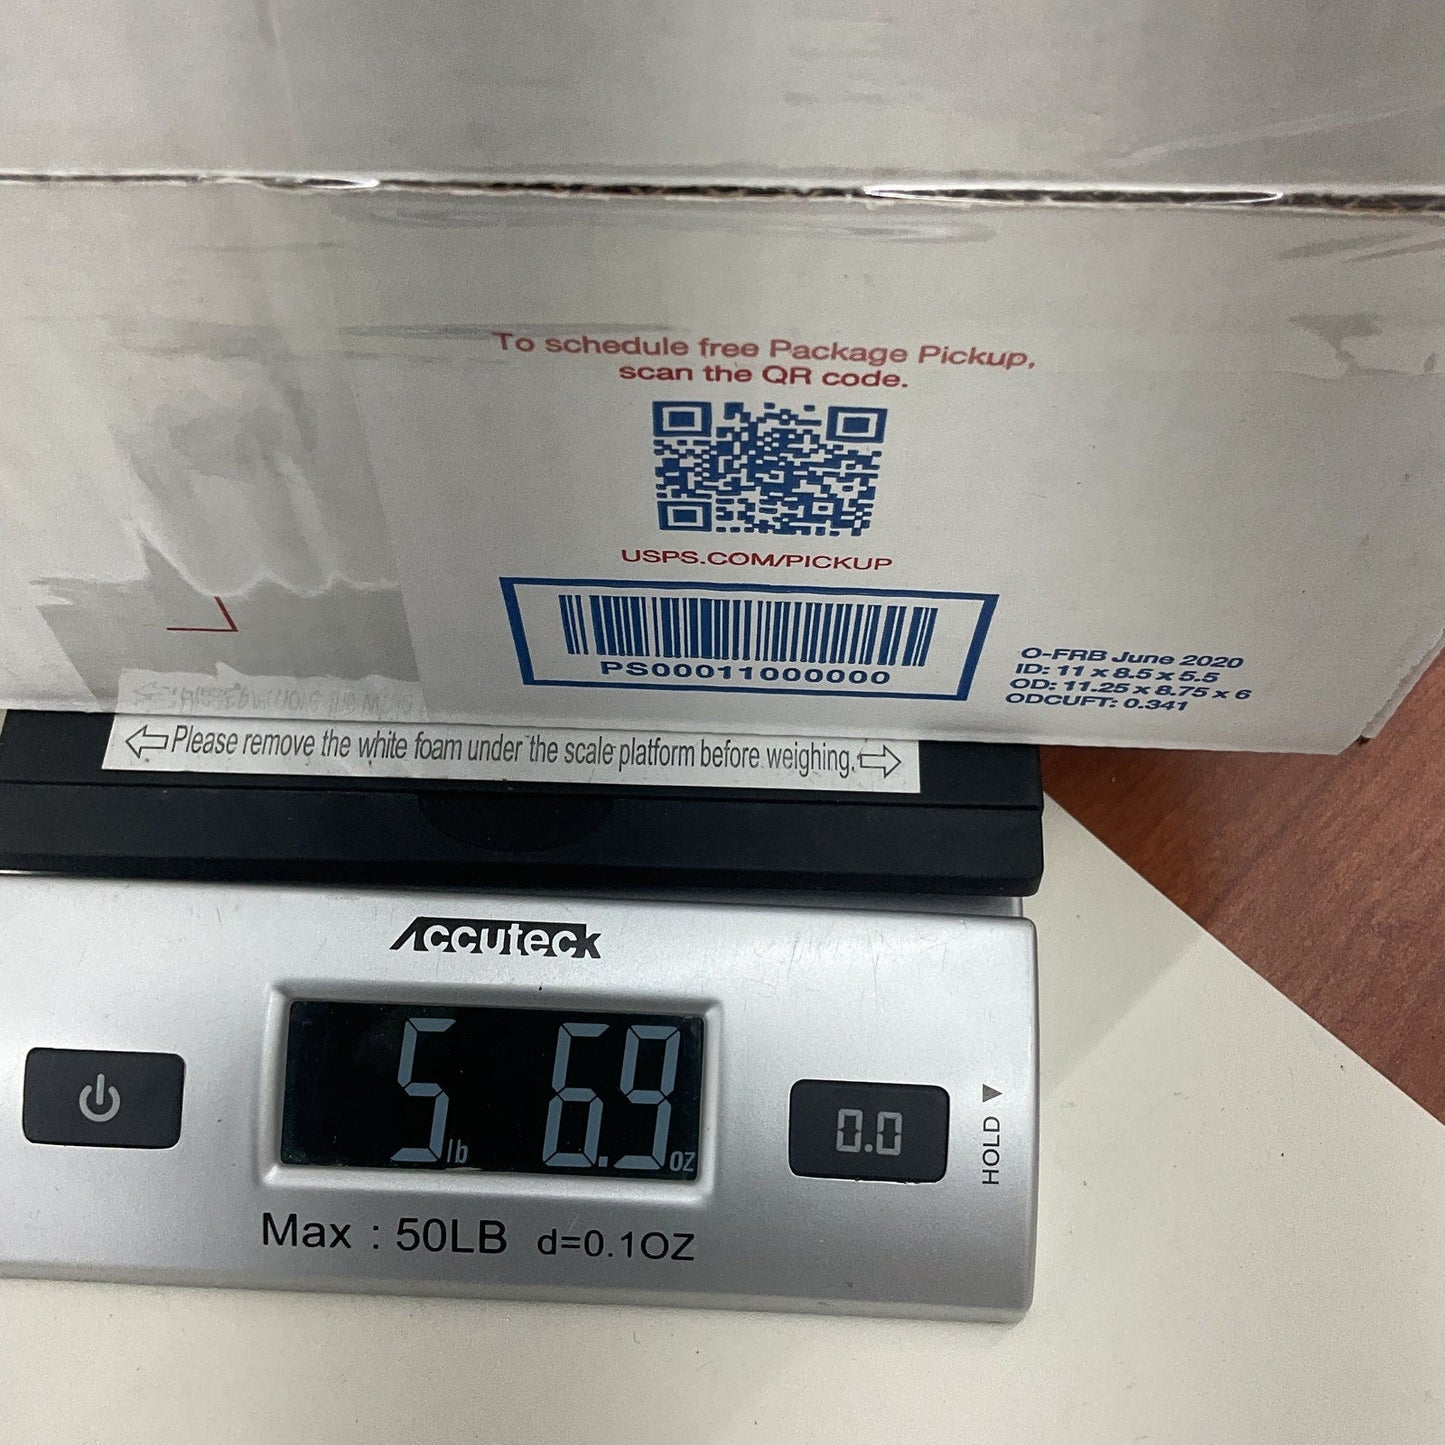 To schedule free Package Pickup,
scan the QR code.
USPS.COM/PICKUP
PS00011000000
O-FRB June 2020
ID: 11 x 8.5 x 5.5
OD: 11.25 x 8.75 x 6
ODCUFT: 0.341
Please remove the white foam under the scale platform before weighing.
Accuteck
5 lb 6.9 oz
0.0
HOLD
Max : 50LB d=0.1OZ